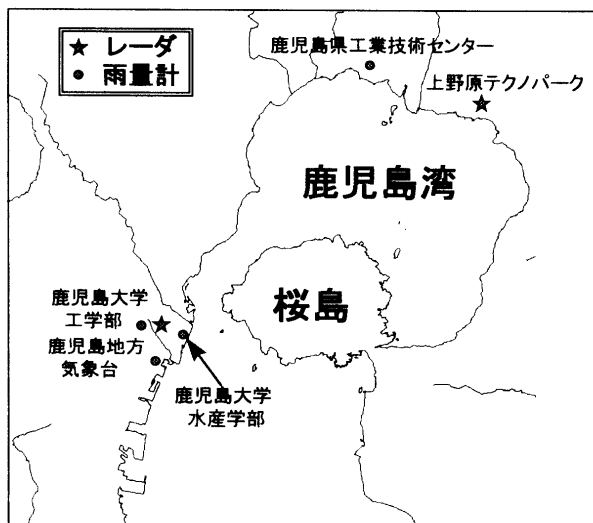 ★ レーダ
● 雨量計
鹿児島県工業技術センター
上野原テクノパーク
鹿児島湾
桜島
鹿児島大学
工学部
鹿児島地方
気象台
鹿児島大学
水産学部